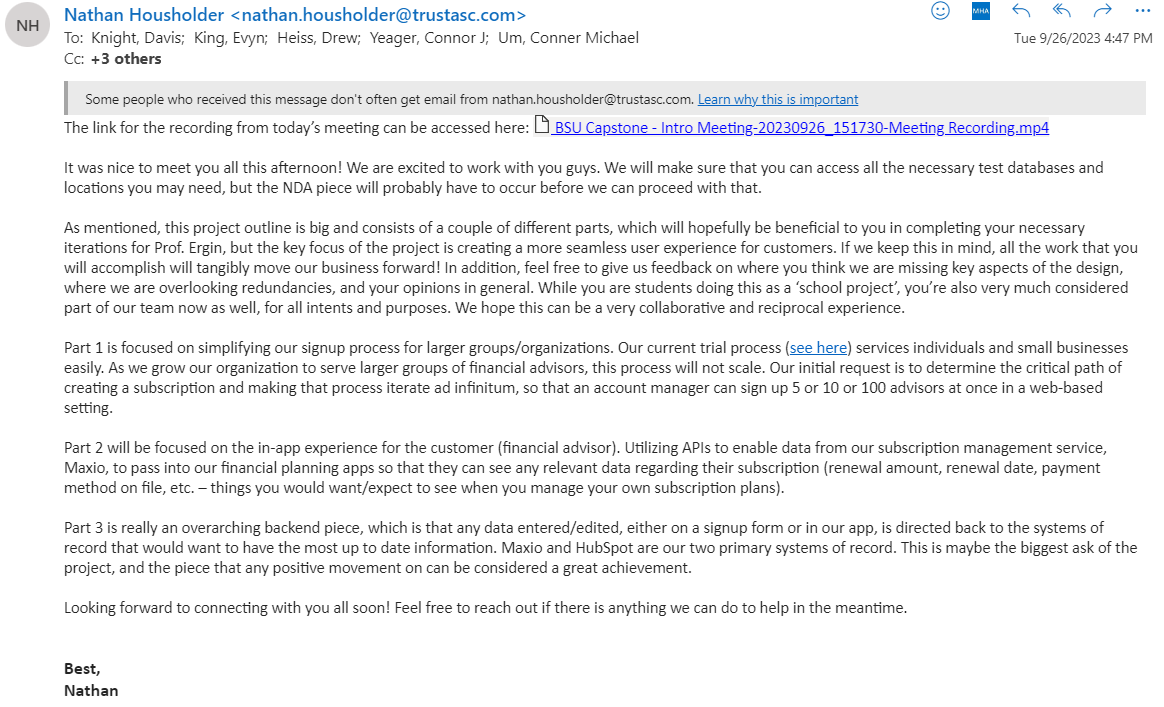 NH
Nathan Housholder <nathan.housholder@trustasc.com>
MHA
To: Knight, Davis; King, Evyn; Heiss, Drew; Yeager, Connor J; Um, Conner Michael
Tue 9/26/2023 4:47 PM
Cc: +3 others
Some people who received this message don't often get email from nathan.housholder@trustasc.com. Learn why this is important
The link for the recording from today's meeting can be accessed here: BSU Capstone - Intro Meeting-20230926_151730-Meeting Recording.mp4
It was nice to meet you all this afternoon! We are excited to work with you guys. We will make sure that you can access all the necessary test databases and
locations you may need, but the NDA piece will probably have to occur before we can proceed with that.
As mentioned, this project outline is big and consists of a couple of different parts, which will hopefully be beneficial to you in completing your necessary
iterations for Prof. Ergin, but the key focus of the project is creating a more seamless user experience for customers. If we keep this in mind, all the work that you
will accomplish will tangibly move our business forward! In addition, feel free to give us feedback on where you think we are missing key aspects of the design,
where we are overlooking redundancies, and your opinions in general. While you are students doing this as a ‘school project’, you’re also very much considered
part of our team now as well, for all intents and purposes. We hope this can be a very collaborative and reciprocal experience.
Part 1 is focused on simplifying our signup process for larger groups/organizations. Our current trial process (see here) services individuals and small businesses
easily. As we grow our organization to serve larger groups of financial advisors, this process will not scale. Our initial request is to determine the critical path of
creating a subscription and making that process iterate ad infinitum, so that an account manager can sign up 5 or 10 or 100 advisors at once in a web-based
setting.
Part 2 will be focused on the in-app experience for the customer (financial advisor). Utilizing APIs to enable data from our subscription management service,
Maxio, to pass into our financial planning apps so that they can see any relevant data regarding their subscription (renewal amount, renewal date, payment
method on file, etc. – things you would want/expect to see when you manage your own subscription plans).
Part 3 is really an overarching backend piece, which is that any data entered/edited, either on a signup form or in our app, is directed back to the systems of
record that would want to have the most up to date information. Maxio and HubSpot are our two primary systems of record. This is maybe the biggest ask of the
project, and the piece that any positive movement on can be considered a great achievement.
Looking forward to connecting with you all soon! Feel free to reach out if there is anything we can do to help in the meantime.
Best,
Nathan